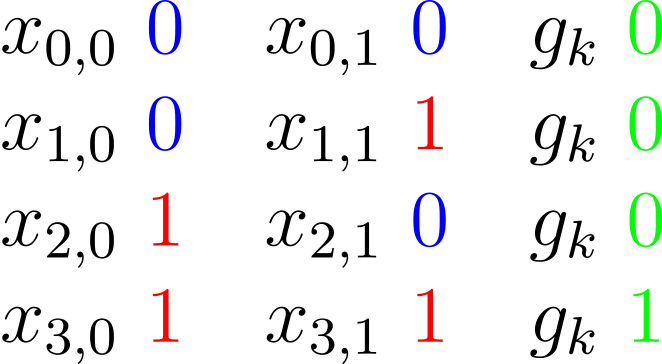 x_{0,0} 0 x_{0,1} 0 g_k 0
x_{1,0} 0 x_{1,1} 1 g_k 0
x_{2,0} 1 x_{2,1} 0 g_k 0
x_{3,0} 1 x_{3,1} 1 g_k 1